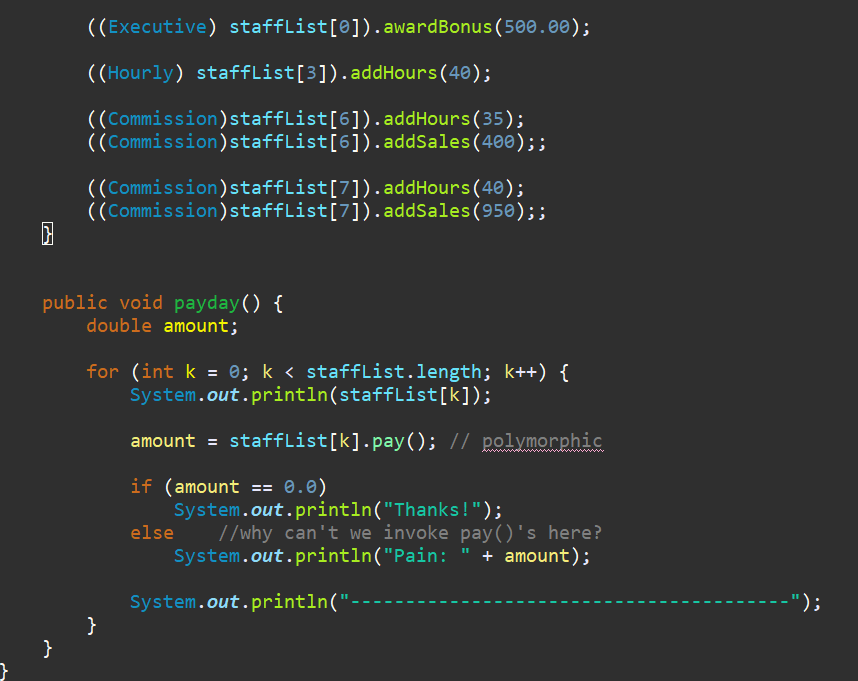 ((Executive) staffList[0]).awardBonus(500.00);
((Hourly) staffList[3]).addHours(40);
((Commission)staffList[6]).addHours(35);
((Commission)staffList[6]).addSales(400);;
((Commission)staffList[7]).addHours(40);
((Commission)staffList[7]).addSales(950);;
}
public void payday() {
double amount;
for (int k = 0; k < staffList.length; k++) {
System.out.println(staffList[k]);
amount = staffList[k].pay(); // polymorphic
if (amount == 0.0)
System.out.println("Thanks!");
else //why can't we invoke pay()'s here?
System.out.println("Pain: " + amount);
System.out.println("----------------------------------------");
}
}
}